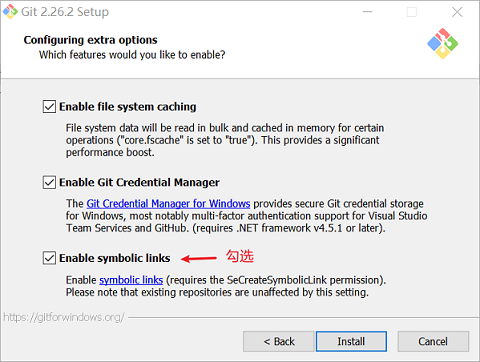 Git 2.26.2 Setup
Configuring extra options
Which features would you like to enable?
Enable file system caching
File system data will be read in bulk and cached in memory for certain
operations ("core.fscache" is set to "true"). This provides a significant
performance boost.
Enable Git Credential Manager
The Git Credential Manager for Windows provides secure Git credential storage
for Windows, most notably multi-factor authentication support for Visual Studio
Team Services and GitHub. (requires .NET framework v4.5.1 or later).
Enable symbolic links 勾选
Enable symbolic links (requires the SeCreateSymbolicLink permission).
Please note that existing repositories are unaffected by this setting.
https://gitforwindows.org/
< Back Install Cancel